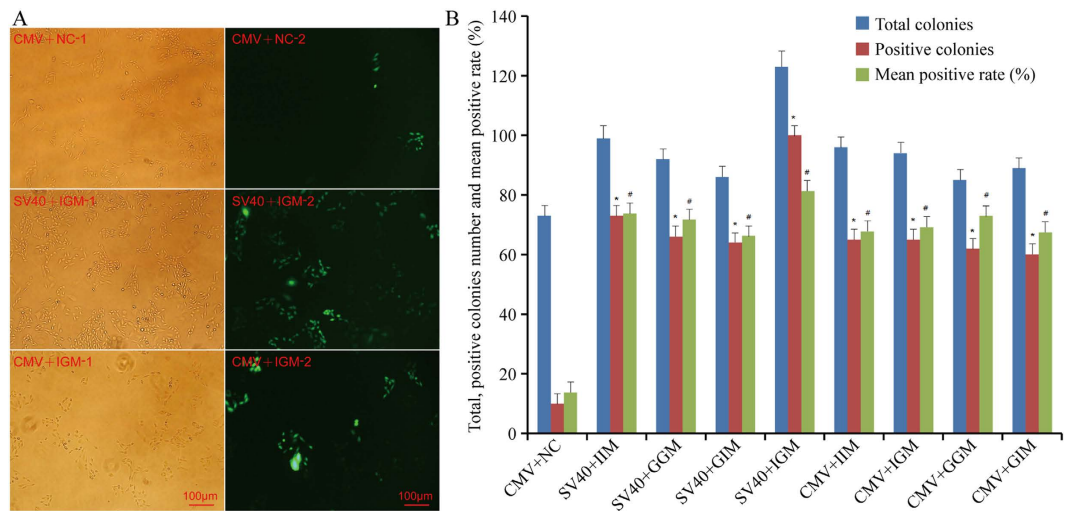 A
CMV+NC-1
CMV+NC-2
SV40+IGM-1
SV40+IGM-2
CMV+IGM-1
CMV+IGM-2
100μm
100μm
B
Total, positive colonies number and mean positive rate (%)
140
120
100
80
60
40
20
0
Total colonies
Positive colonies
Mean positive rate (%)
* # * # * # * # * # * # * # * #
CMV+NC
SV40+IIM
SV40+GGM
SV40+GIM
SV40+IGM
CMV+IIM
CMV+IGM
CMV+GGM
CMV+GIM